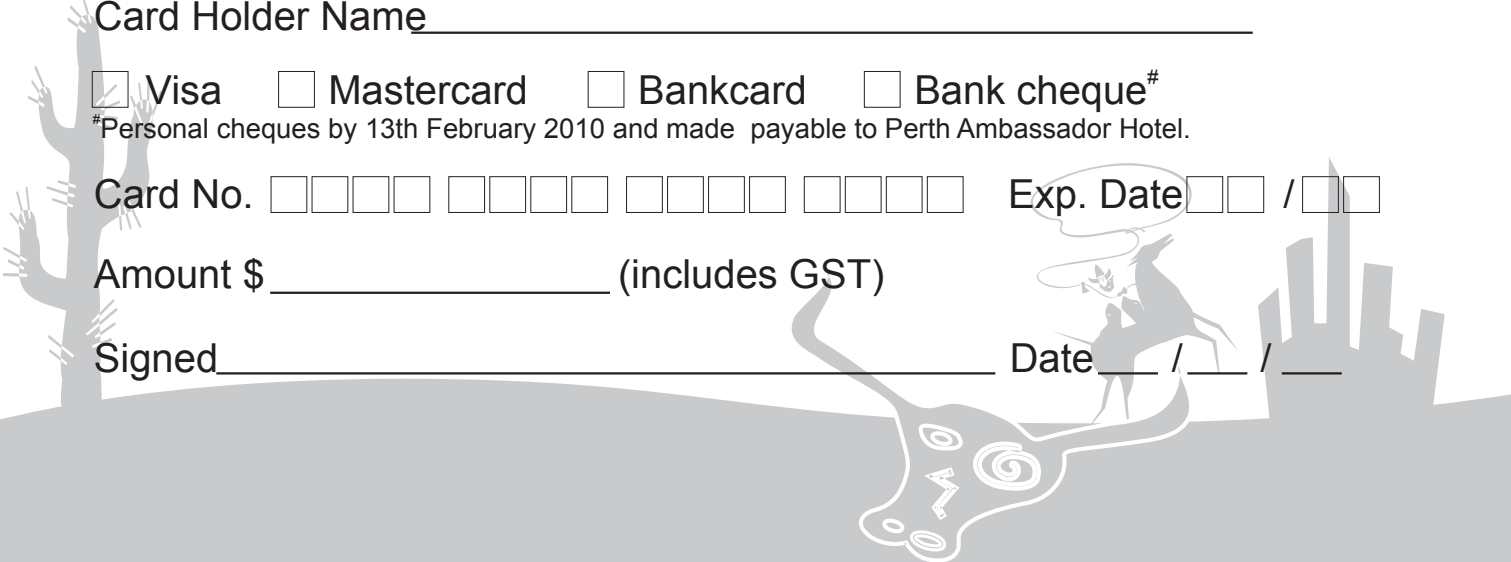 Card Holder Name
Visa Mastercard Bankcard Bank cheque#
#Personal cheques by 13th February 2010 and made payable to Perth Ambassador Hotel.
Card No. Exp. Date /
Amount $ (includes GST)
Signed Date / /